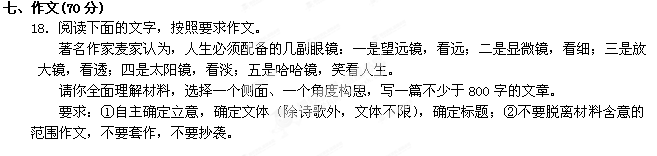 七、作文(70分)
18. 阅读下面的文字，按照要求作文。
著名作家麦家认为，人生必须配备的几副眼镜：一是望远镜，看远；二是显微镜，看细；三是放
大镜，看透；四是太阳镜，看淡；五是哈哈镜，笑看人生。
请你全面理解材料，选择一个侧面、一个角度构思，写一篇不少于 800 字的文章。
要求：①自主确定立意，确定文体（除诗歌外，文体不限），确定标题；②不要脱离材料含意的
范围作文，不要套作，不要抄袭。